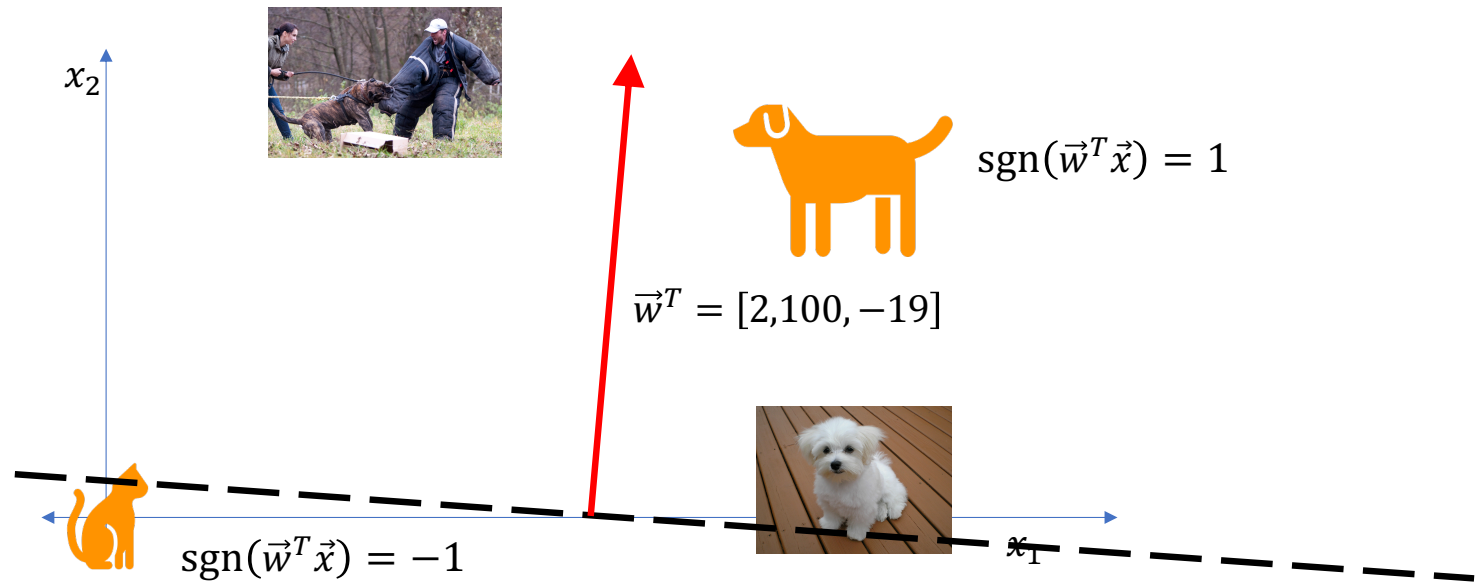 x₂
sgn(w⃗ᵀx⃗) = 1
w⃗ᵀ = [2,100, −19]
x₁
sgn(w⃗ᵀx⃗) = −1